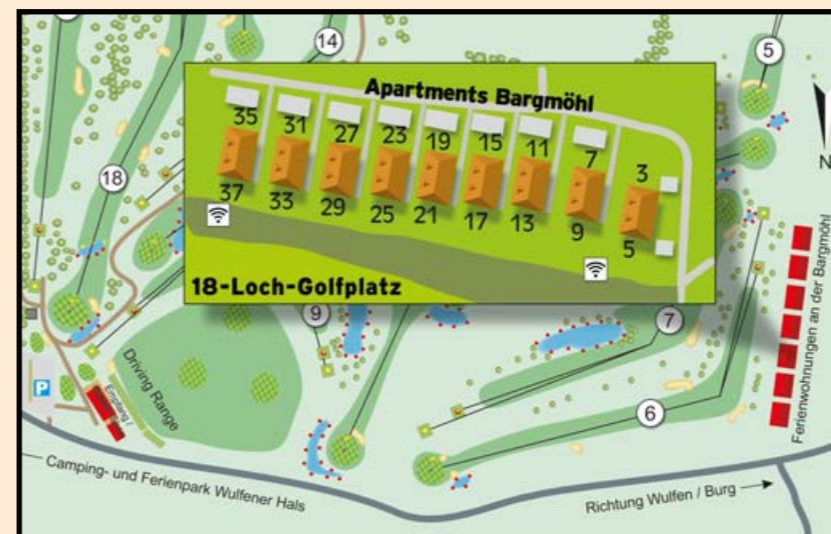 14
5
Apartments Bargmöhl
35 31 27 23 19 15 11 7 3
37 33 29 25 21 17 13 9 5
18-Loch-Golfplatz
18
N
9
7
6
P
Driving Range
Empfang /
Ferienwohnungen an der Bargmöhl
Camping- und Ferienpark Wulfener Hals
Richtung Wulfen / Burg